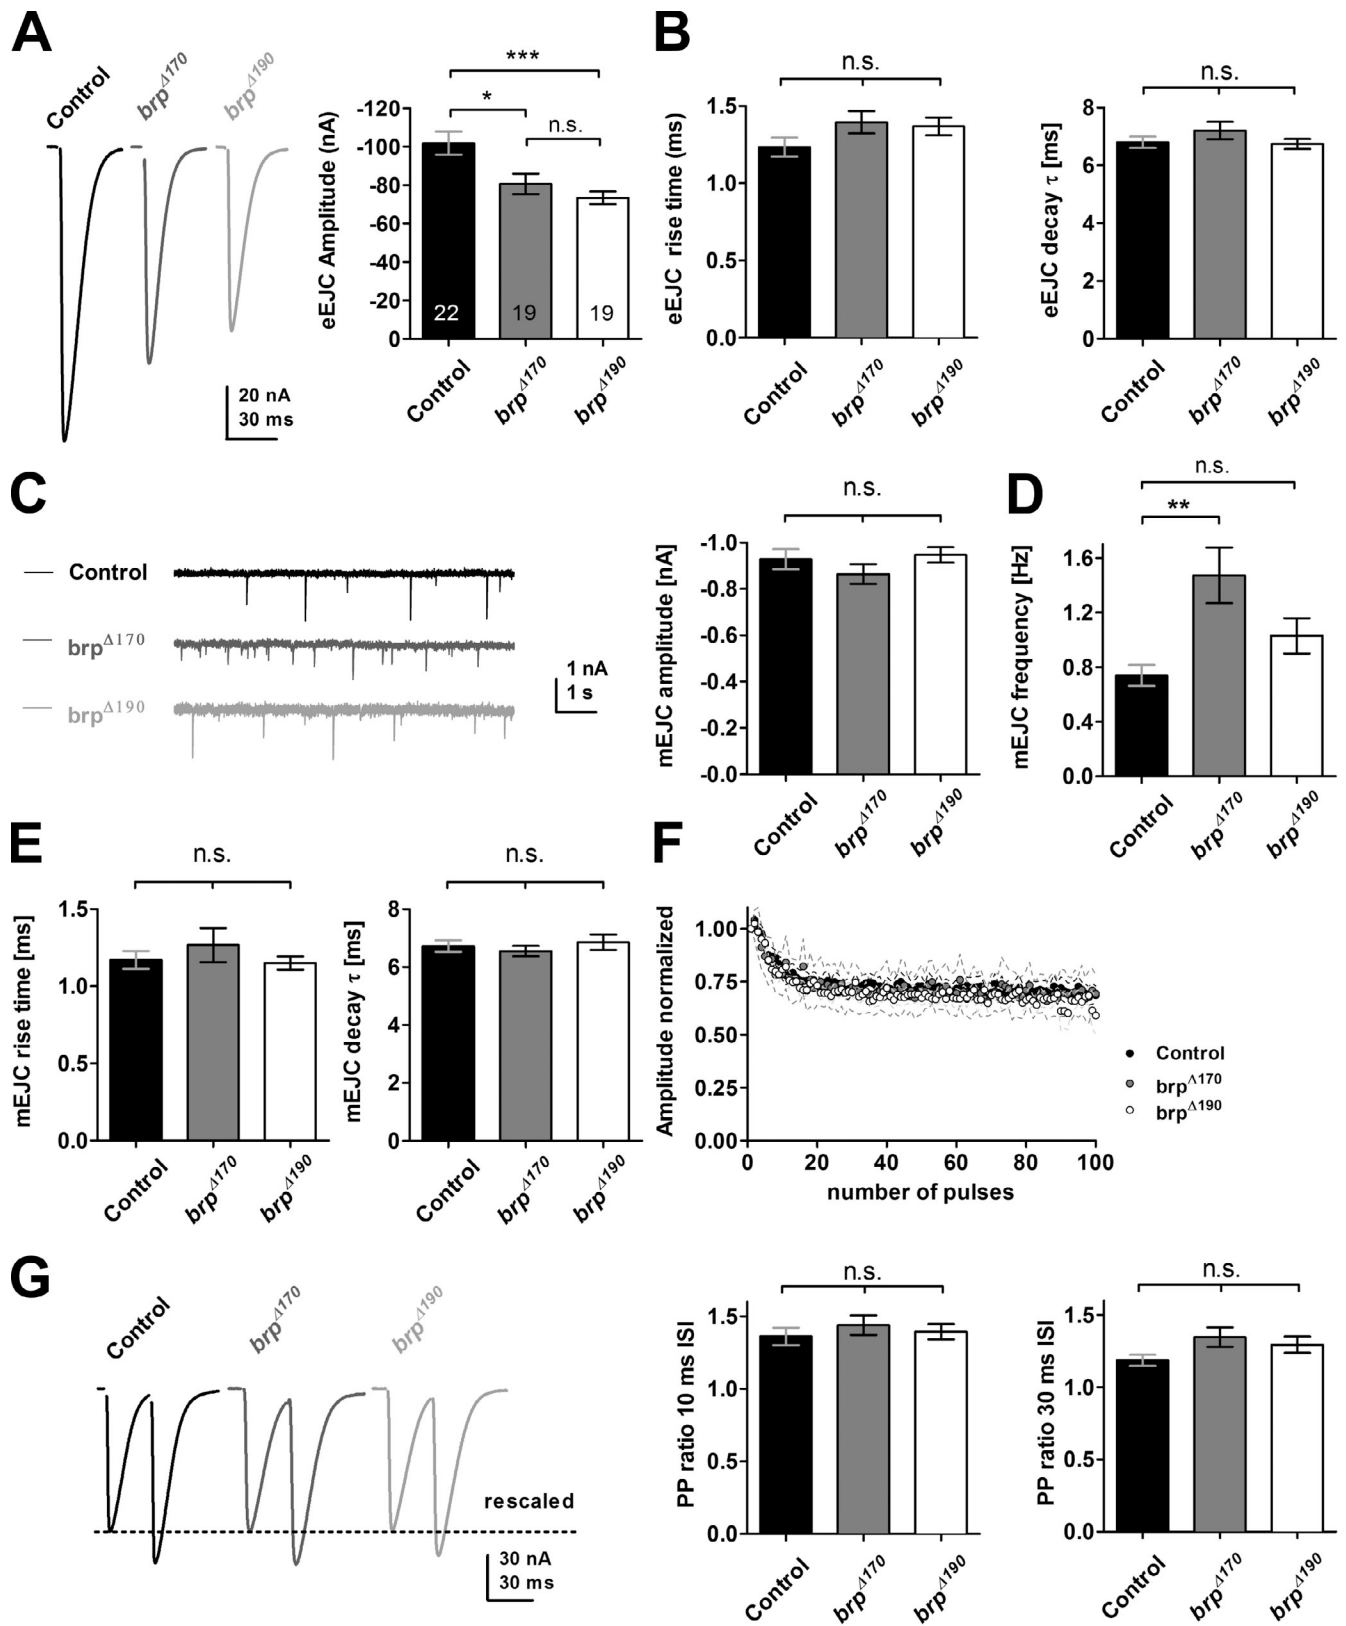 A
Control
brpΔ170
brpΔ190
eEJC Amplitude (nA)
-120
-100
-80
-60
-40
-20
0
***
*
n.s.
22
19
19
Control
brpΔ170
brpΔ190
20 nA
30 ms
B
n.s.
eEJC rise time (ms)
1.5
1.0
0.5
0.0
Control
brpΔ170
brpΔ190
n.s.
eEJC decay τ [ms]
8
6
4
2
0
Control
brpΔ170
brpΔ190
C
Control
brpΔ170
brpΔ190
1 nA
1 s
n.s.
mEJC amplitude [nA]
-1.0
-0.8
-0.6
-0.4
-0.2
-0.0
Control
brpΔ170
brpΔ190
D
n.s.
**
mEJC frequency [Hz]
1.6
1.2
0.8
0.4
0.0
Control
brpΔ170
brpΔ190
E
n.s.
mEJC rise time [ms]
1.5
1.0
0.5
0.0
Control
brpΔ170
brpΔ190
n.s.
mEJC decay τ [ms]
8
6
4
2
0
Control
brpΔ170
brpΔ190
F
Amplitude normalized
1.00
0.75
0.50
0.25
0.00
0 20 40 60 80 100
number of pulses
Control
brpΔ170
brpΔ190
G
Control
brpΔ170
brpΔ190
rescaled
30 nA
30 ms
n.s.
PP ratio 10 ms ISI
1.5
1.0
0.5
0.0
Control
brpΔ170
brpΔ190
n.s.
PP ratio 30 ms ISI
1.5
1.0
0.5
0.0
Control
brpΔ170
brpΔ190